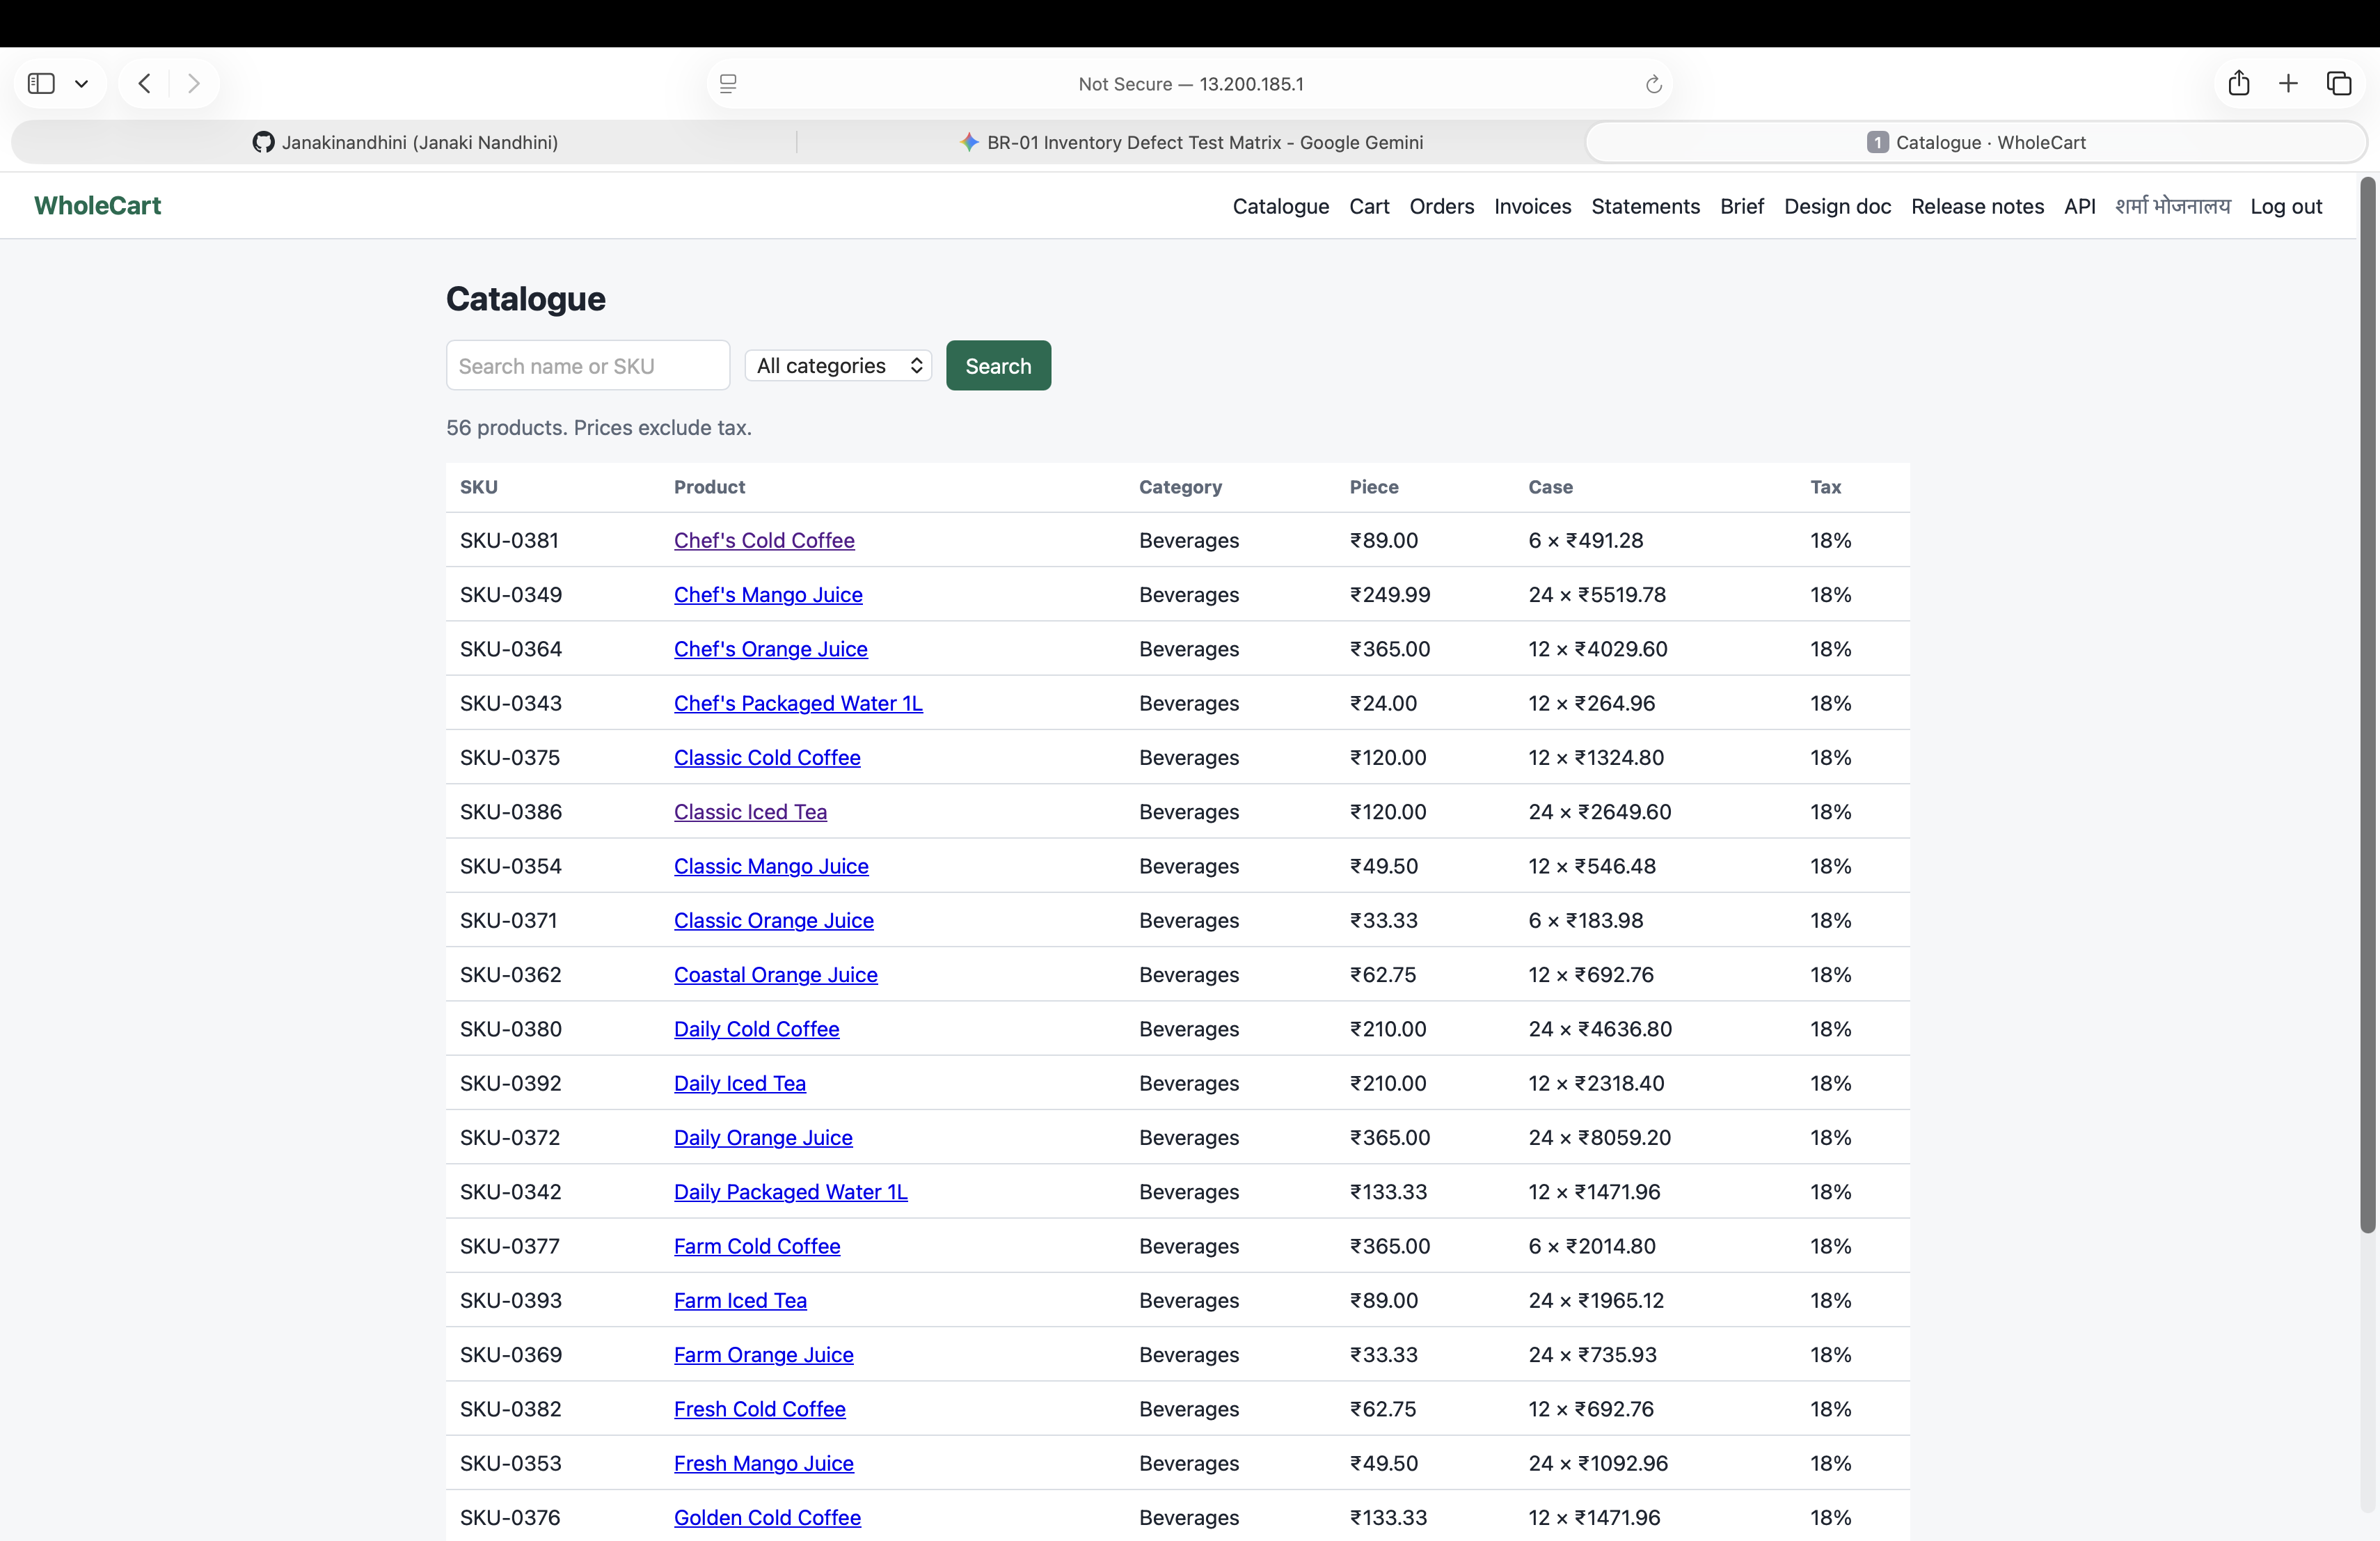 Not Secure — 13.200.185.1
Janakinandhini (Janaki Nandhini)
BR-01 Inventory Defect Test Matrix - Google Gemini
1 Catalogue · WholeCart
WholeCart
Catalogue Cart Orders Invoices Statements Brief Design doc Release notes API शर्मा भोजनालय Log out
Catalogue
Search name or SKU All categories Search
56 products. Prices exclude tax.
SKU Product Category Piece Case Tax
SKU-0381 Chef's Cold Coffee Beverages ₹89.00 6 × ₹491.28 18%
SKU-0349 Chef's Mango Juice Beverages ₹249.99 24 × ₹5519.78 18%
SKU-0364 Chef's Orange Juice Beverages ₹365.00 12 × ₹4029.60 18%
SKU-0343 Chef's Packaged Water 1L Beverages ₹24.00 12 × ₹264.96 18%
SKU-0375 Classic Cold Coffee Beverages ₹120.00 12 × ₹1324.80 18%
SKU-0386 Classic Iced Tea Beverages ₹120.00 24 × ₹2649.60 18%
SKU-0354 Classic Mango Juice Beverages ₹49.50 12 × ₹546.48 18%
SKU-0371 Classic Orange Juice Beverages ₹33.33 6 × ₹183.98 18%
SKU-0362 Coastal Orange Juice Beverages ₹62.75 12 × ₹692.76 18%
SKU-0380 Daily Cold Coffee Beverages ₹210.00 24 × ₹4636.80 18%
SKU-0392 Daily Iced Tea Beverages ₹210.00 12 × ₹2318.40 18%
SKU-0372 Daily Orange Juice Beverages ₹365.00 24 × ₹8059.20 18%
SKU-0342 Daily Packaged Water 1L Beverages ₹133.33 12 × ₹1471.96 18%
SKU-0377 Farm Cold Coffee Beverages ₹365.00 6 × ₹2014.80 18%
SKU-0393 Farm Iced Tea Beverages ₹89.00 24 × ₹1965.12 18%
SKU-0369 Farm Orange Juice Beverages ₹33.33 24 × ₹735.93 18%
SKU-0382 Fresh Cold Coffee Beverages ₹62.75 12 × ₹692.76 18%
SKU-0353 Fresh Mango Juice Beverages ₹49.50 24 × ₹1092.96 18%
SKU-0376 Golden Cold Coffee Beverages ₹133.33 12 × ₹1471.96 18%